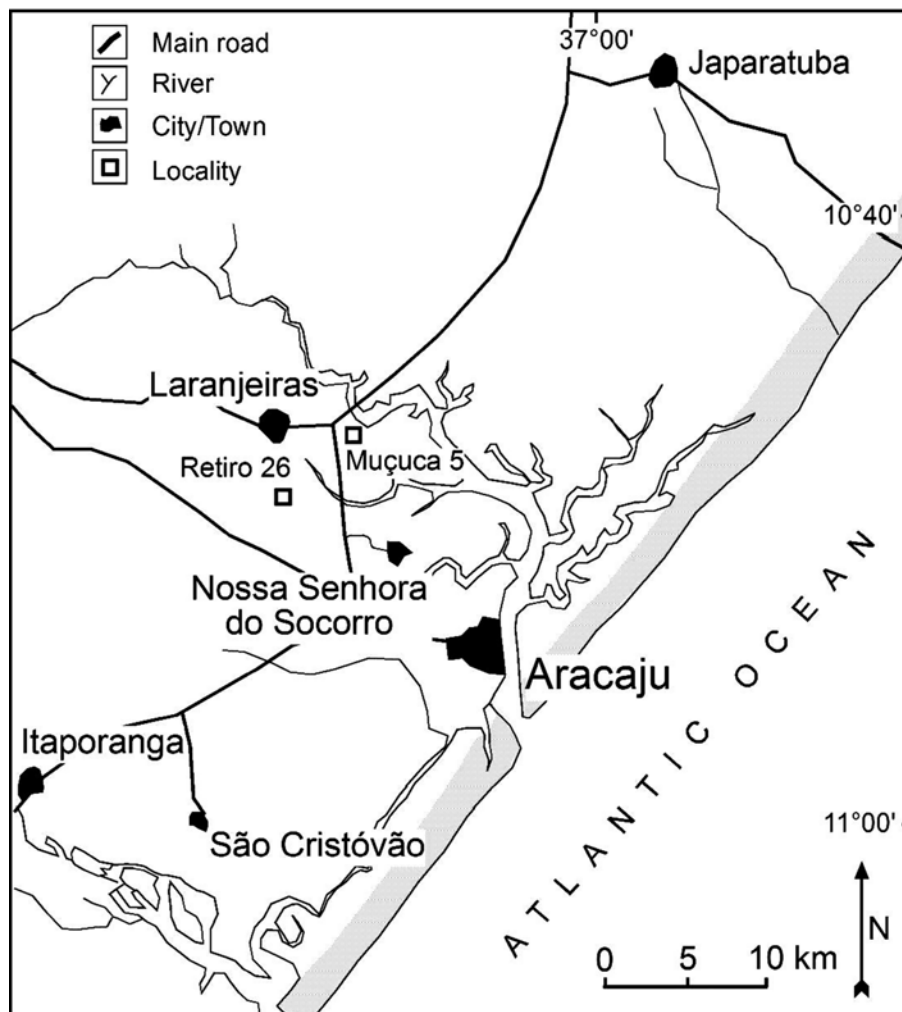 Main road
River
City/Town
Locality
37°00'
Japaratuba
10°40'
Laranjeiras
Retiro 26
Muçuca 5
Nossa Senhora
do Socorro
Aracaju
Itaporanga
São Cristóvão
ATLANTIC OCEAN
11°00'
N
0 5 10 km